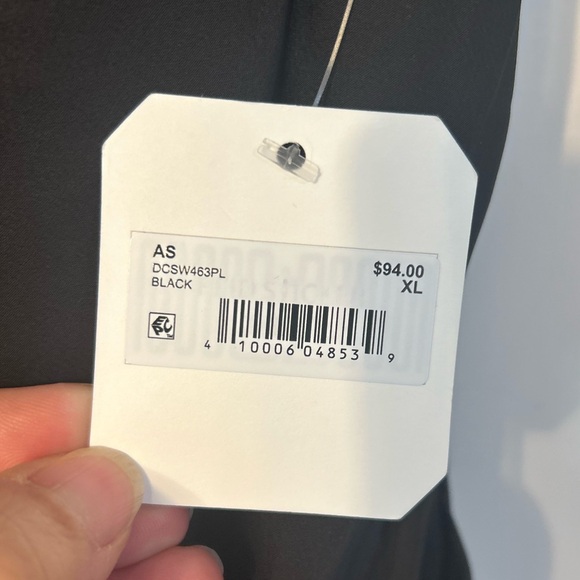 AS
DCSW463PL
$94.00
BLACK
XL
4 10006 04853 9